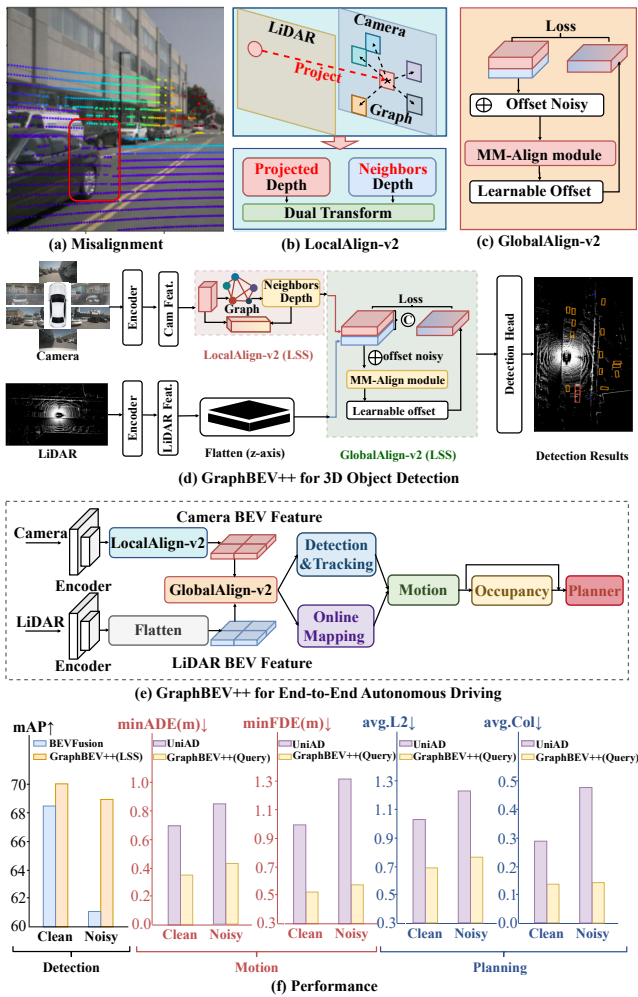 LiDAR
Camera
Project
Graph
Projected
Depth
Neighbors
Depth
Dual Transform
Loss
Offset Noisy
MM-Align module
Learnable Offset
(a) Misalignment
(b) LocalAlign-v2
(c) GlobalAlign-v2
Camera
Encoder
Cam Feat.
Graph
Neighbors
Depth
LocalAlign-v2 (LSS)
Loss
C
offset noisy
MM-Align module
Learnable offset
GlobalAlign-v2 (LSS)
Detection Head
Detection Results
LiDAR
Encoder
LiDAR Feat.
Flatten (z-axis)
(d) GraphBEV++ for 3D Object Detection
Camera
Encoder
LocalAlign-v2
Camera BEV Feature
GlobalAlign-v2
LiDAR
Encoder
Flatten
LiDAR BEV Feature
Detection
&Tracking
Online
Mapping
Motion
Occupancy
Planner
(e) GraphBEV++ for End-to-End Autonomous Driving
mAP↑
BEVFusion
GraphBEV++(LSS)
70
68
66
64
62
60
Clean Noisy
Detection
minADE(m)↓
UniAD
GraphBEV++(Query)
1.0
0.8
0.6
0.4
0.2
0.0
Clean Noisy
minFDE(m)↓
UniAD
GraphBEV++(Query)
1.3
1.1
0.9
0.7
0.5
0.3
Clean Noisy
Motion
avg.L2↓
UniAD
GraphBEV++(Query)
1.3
1.1
0.9
0.7
0.5
0.3
Clean Noisy
avg.Col↓
UniAD
GraphBEV++(Query)
0.5
0.4
0.3
0.2
0.1
0.0
Clean Noisy
Planning
(f) Performance